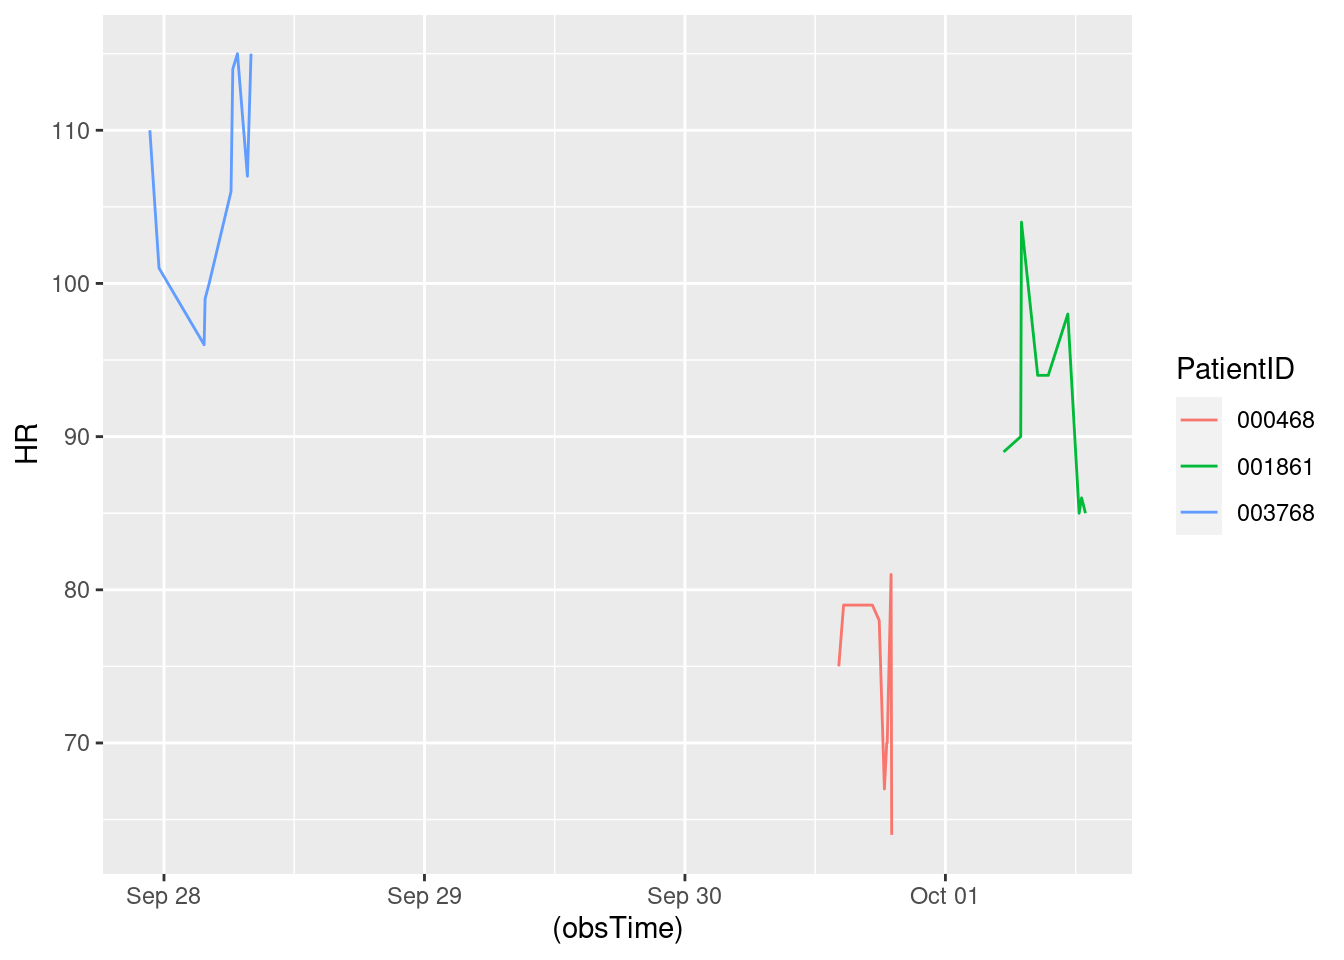 110
100
90
80
70
HR
Sep 28
Sep 29
Sep 30
Oct 01
(obsTime)
PatientID
000468
001861
003768